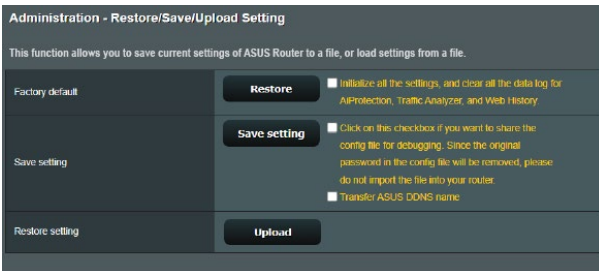 Administration - Restore/Save/Upload Setting
This function allows you to save current settings of ASUS Router to a file, or load settings from a file.
Factory default
Restore
Initialize all the settings, and clear all the data log for
AiProtection, Traffic Analyzer, and Web History
Save setting
Save setting
Click on this checkbox if you want to share the
config file for debugging. Since the original
password in the config file will be removed, please
do not import the file into your router.
Transfer ASUS DDNS name
Restore setting
Upload